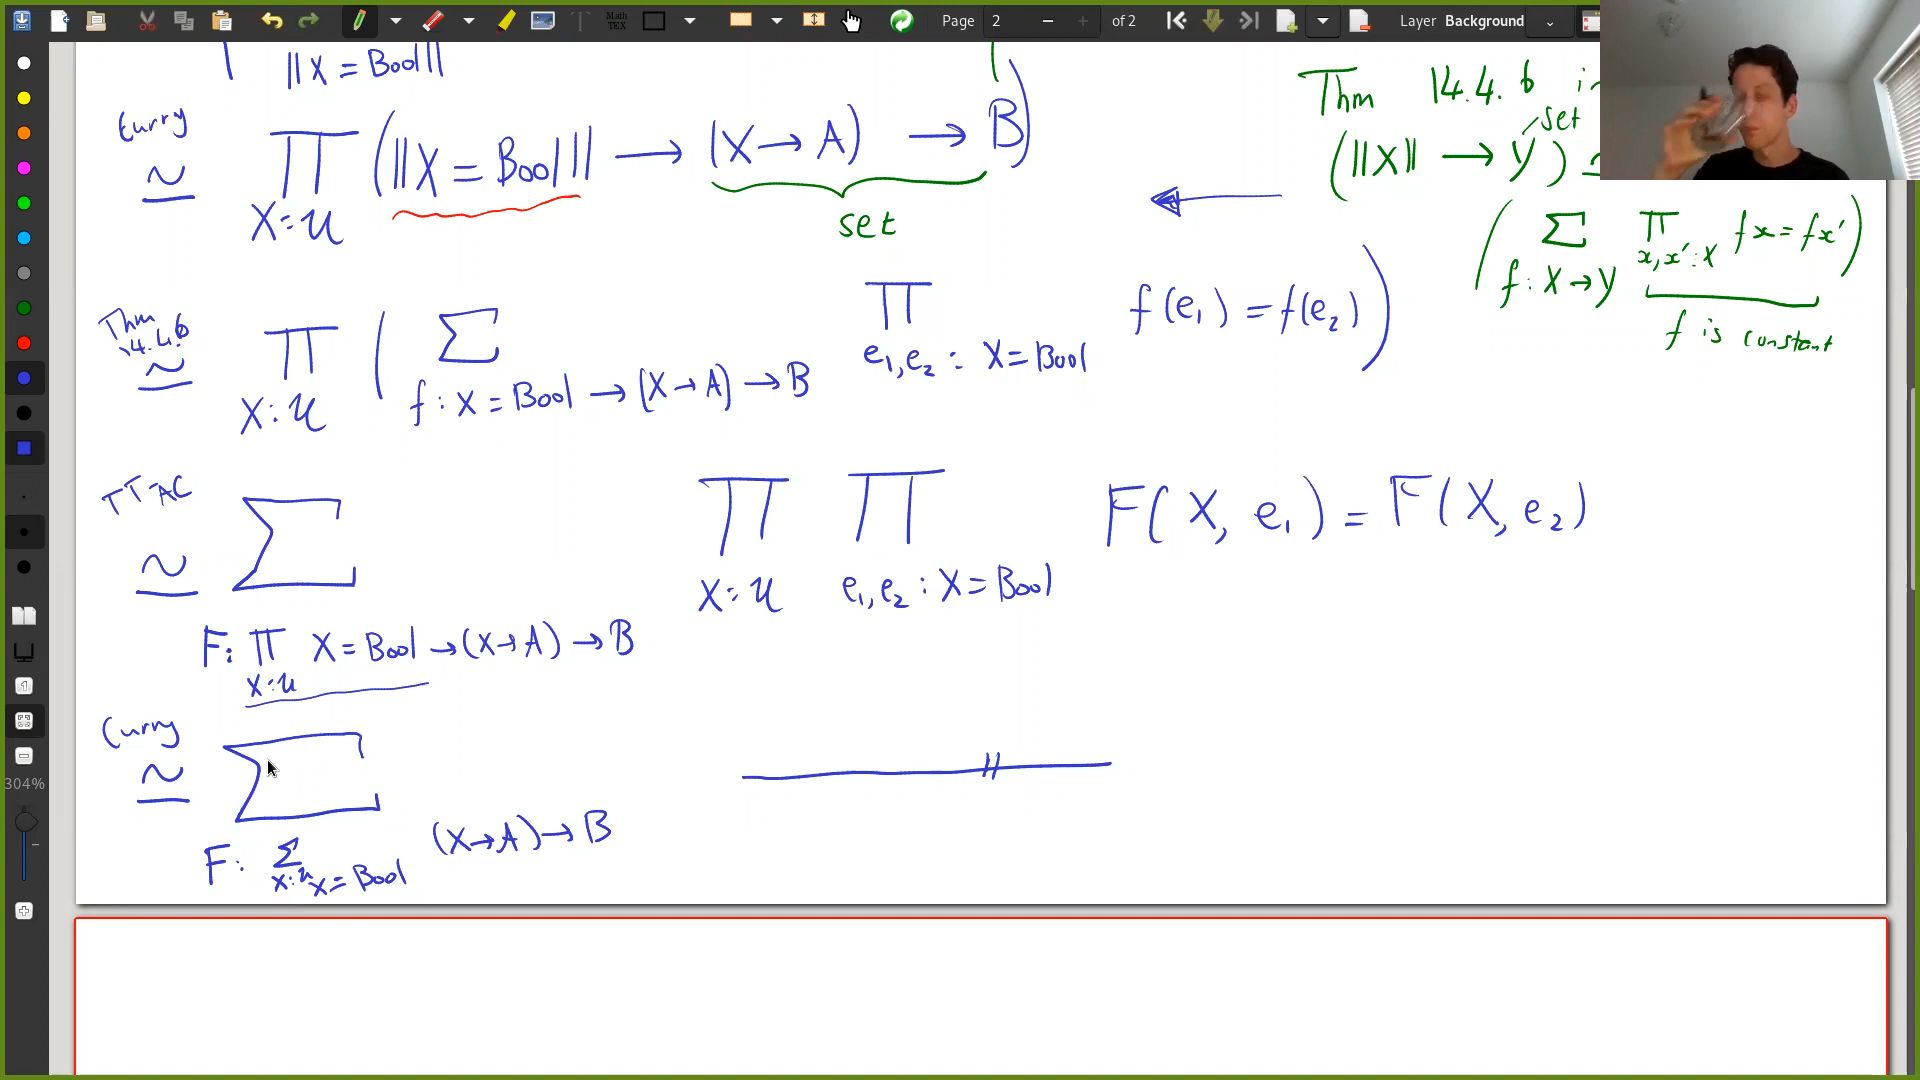 Page 2 of 2 Layer Background
||X = Bool||
Curry ≃ Π X:U (||X = Bool|| → (X → A) → B)
set
Thm 14.4.6
set
(||X|| → Y) ≃
(Σ f : X → Y Π x, x' : X fx = fx')
f is constant
Thm 14.4.6 ≃ Π X:U (Σ f : X = Bool → (X → A) → B Π e₁, e₂ : X = Bool f(e₁) = f(e₂))
TT-AC ≃ Σ F : Π X:U X = Bool → (X → A) → B Π X:U Π e₁, e₂ : X = Bool F(X, e₁) = F(X, e₂)
Curry ≃ Σ F : Σ X:U X = Bool (X → A) → B —//—
304%